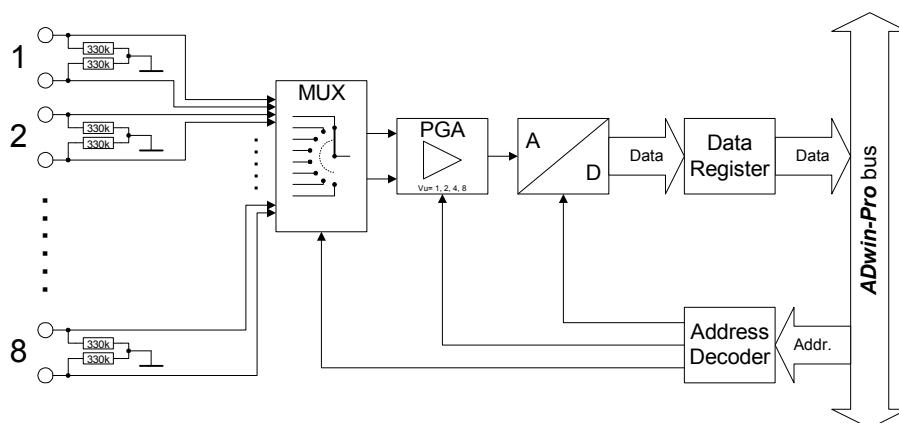 1
330k
330k
2
330k
330k
8
330k
330k
MUX
PGA
Vu= 1, 2, 4, 8
A
D
Data
Data
Register
Data
Address
Decoder
Addr.
ADwin-Pro bus